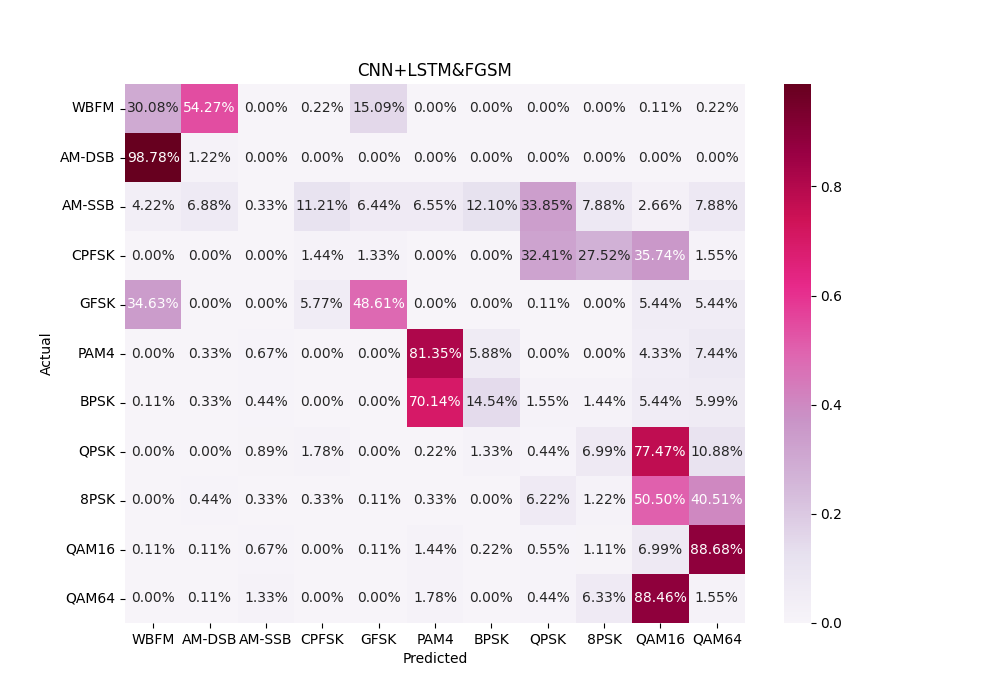 CNN+LSTM&FGSM
WBFM 30.08% 54.27% 0.00% 0.22% 15.09% 0.00% 0.00% 0.00% 0.00% 0.11% 0.22%
AM-DSB 98.78% 1.22% 0.00% 0.00% 0.00% 0.00% 0.00% 0.00% 0.00% 0.00% 0.00%
0.8
AM-SSB 4.22% 6.88% 0.33% 11.21% 6.44% 6.55% 12.10% 33.85% 7.88% 2.66% 7.88%
CPFSK 0.00% 0.00% 0.00% 1.44% 1.33% 0.00% 0.00% 32.41% 27.52% 35.74% 1.55%
0.6
GFSK 34.63% 0.00% 0.00% 5.77% 48.61% 0.00% 0.00% 0.11% 0.00% 5.44% 5.44%
Actual
PAM4 0.00% 0.33% 0.67% 0.00% 0.00% 81.35% 5.88% 0.00% 0.00% 4.33% 7.44%
BPSK 0.11% 0.33% 0.44% 0.00% 0.00% 70.14% 14.54% 1.55% 1.44% 5.44% 5.99%
0.4
QPSK 0.00% 0.00% 0.89% 1.78% 0.00% 0.22% 1.33% 0.44% 6.99% 77.47% 10.88%
8PSK 0.00% 0.44% 0.33% 0.33% 0.11% 0.33% 0.00% 6.22% 1.22% 50.50% 40.51%
0.2
QAM16 0.11% 0.11% 0.67% 0.00% 0.11% 1.44% 0.22% 0.55% 1.11% 6.99% 88.68%
QAM64 0.00% 0.11% 1.33% 0.00% 0.00% 1.78% 0.00% 0.44% 6.33% 88.46% 1.55%
0.0
WBFM AM-DSB AM-SSB CPFSK GFSK PAM4 BPSK QPSK 8PSK QAM16 QAM64
Predicted